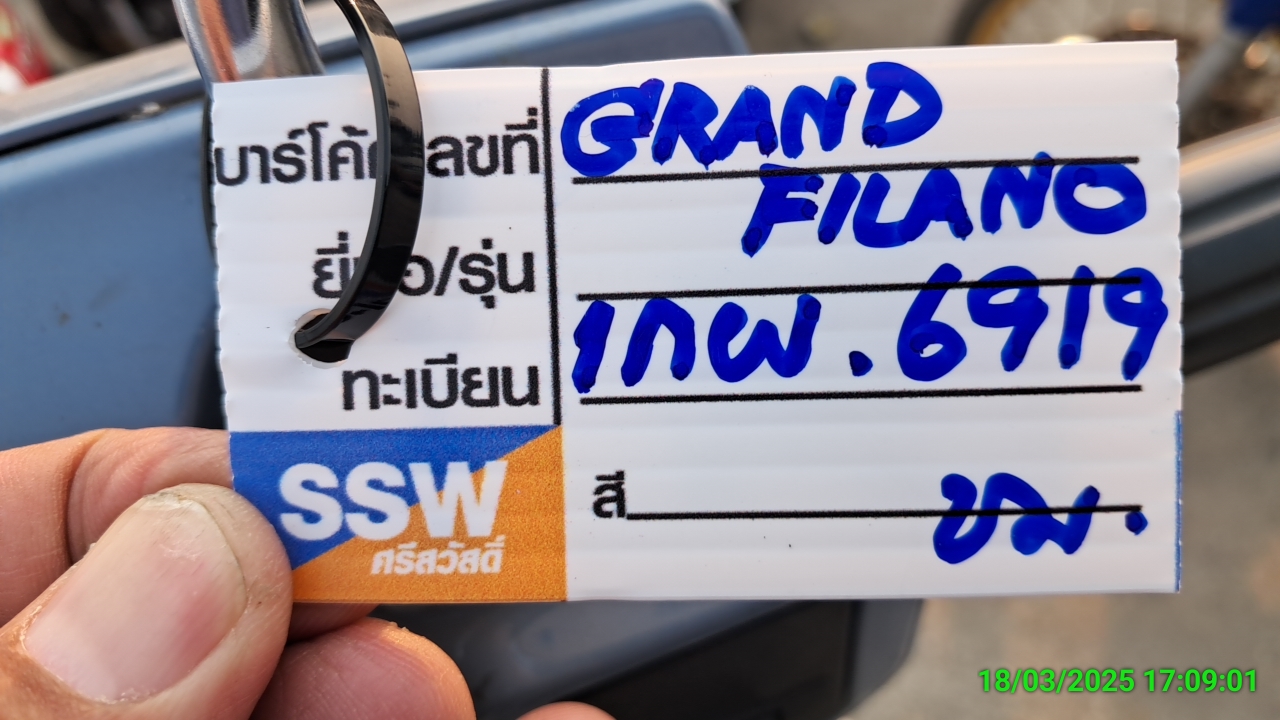 บาร์โค้ด เลขที่ GRAND
FILANO
ยี่ห้อ/รุ่น
ทะเบียน 1กผ.6919
สี ขม.
SSW
ศรีสวัสดิ์
18/03/2025 17:09:01